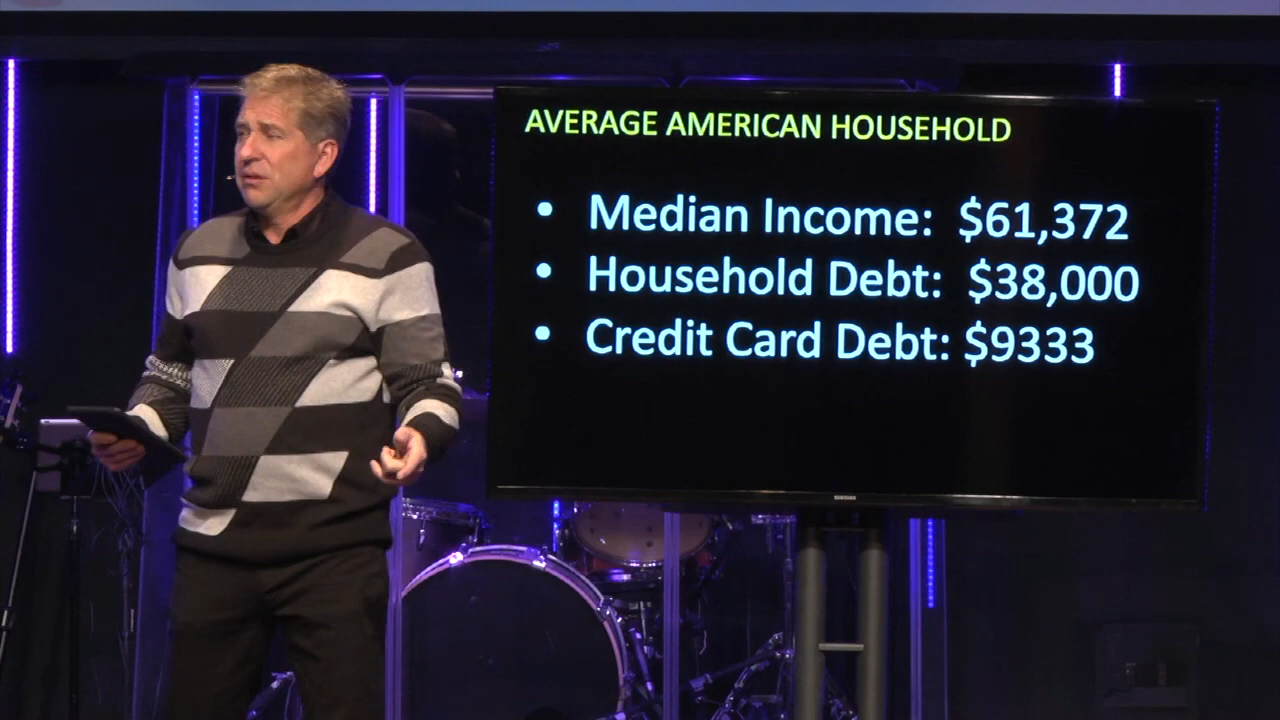 AVERAGE AMERICAN HOUSEHOLD
• Median Income: $61,372
• Household Debt: $38,000
• Credit Card Debt: $9333